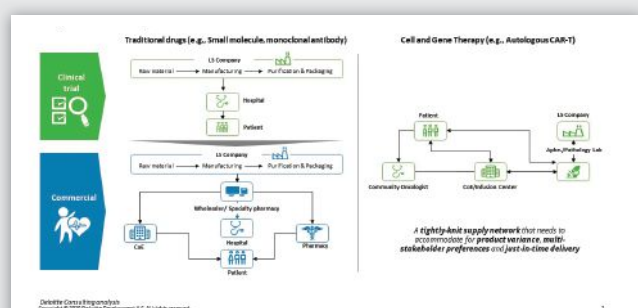 Traditional drugs (e.g., Small molecule, monoclonal antibody)
Cell and Gene Therapy (e.g., Autologous CAR-T)
Clinical
trial
LS Company
Raw material
Manufacturing
Purification & Packaging
Hospital
Patient
Commercial
LS Company
Raw material
Manufacturing
Purification & Packaging
Wholesaler/ Specialty pharmacy
CoE
Hospital
Pharmacy
Patient
Patient
LS Company
Aphn./Pathology Lab
Community Oncologist
CoE/Infusion Center
A tightly-knit supply network that needs to
accommodate for product variance, multi-
stakeholder preferences and just-in-time delivery
Deloitte Consulting analysis